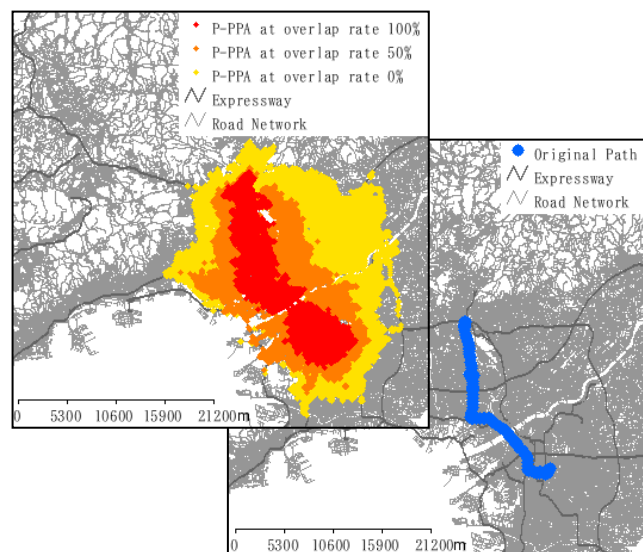 P-PPA at overlap rate 100%
P-PPA at overlap rate 50%
P-PPA at overlap rate 0%
Expressway
Road Network
0 5300 10600 15900 21200m
Original Path
Expressway
Road Network
0 5300 10600 15900 21200m